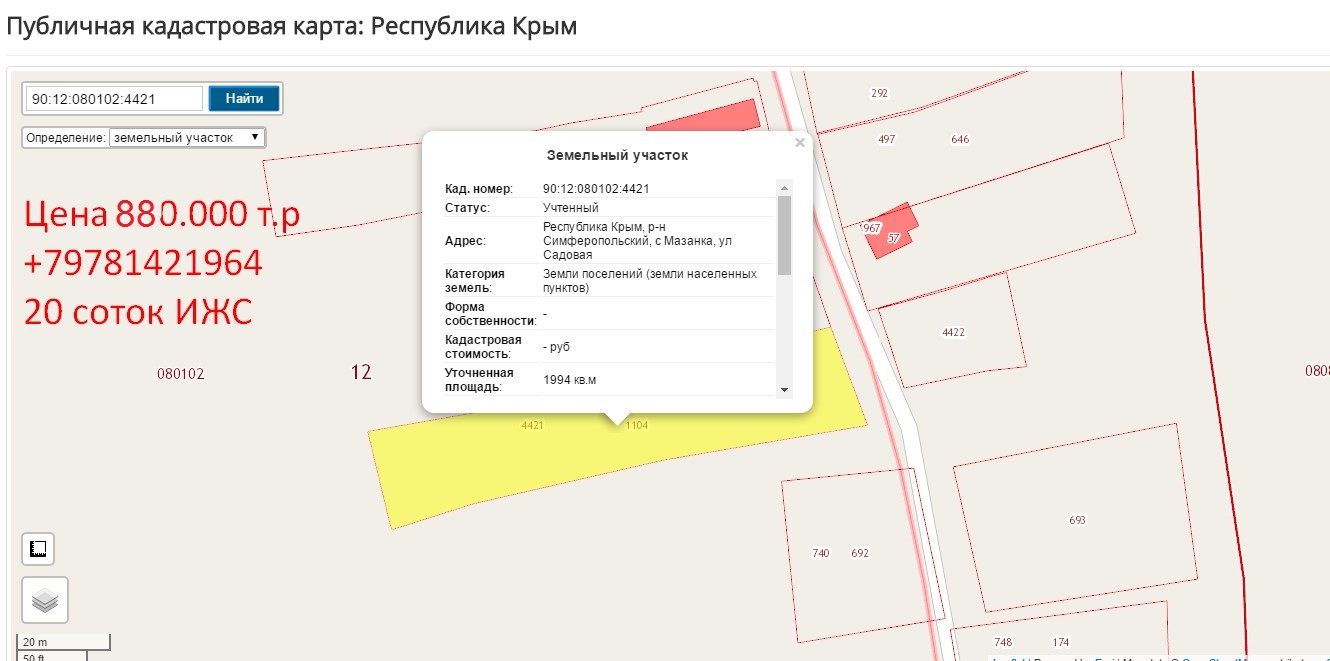 Публичная кадастровая карта: Республика Крым
90:12:080102:4421
Найти
Определение: земельный участок
Цена 880.000 т.р
+79781421964
20 соток ИЖС
Земельный участок
Кад. номер: 90:12:080102:4421
Статус: Учтенный
Адрес: Республика Крым, р-н
Симферопольский, с Мазанка, ул
Садовая
Категория
земель: Земли поселений (земли населенных
пунктов)
Форма
собственности: -
Кадастровая
стоимость: - руб
Уточненная
площадь: 1994 кв.м
292
497 646
967
57
4422
080102
12
4421 1104
693
740 692
748 174
20 m
50 ft